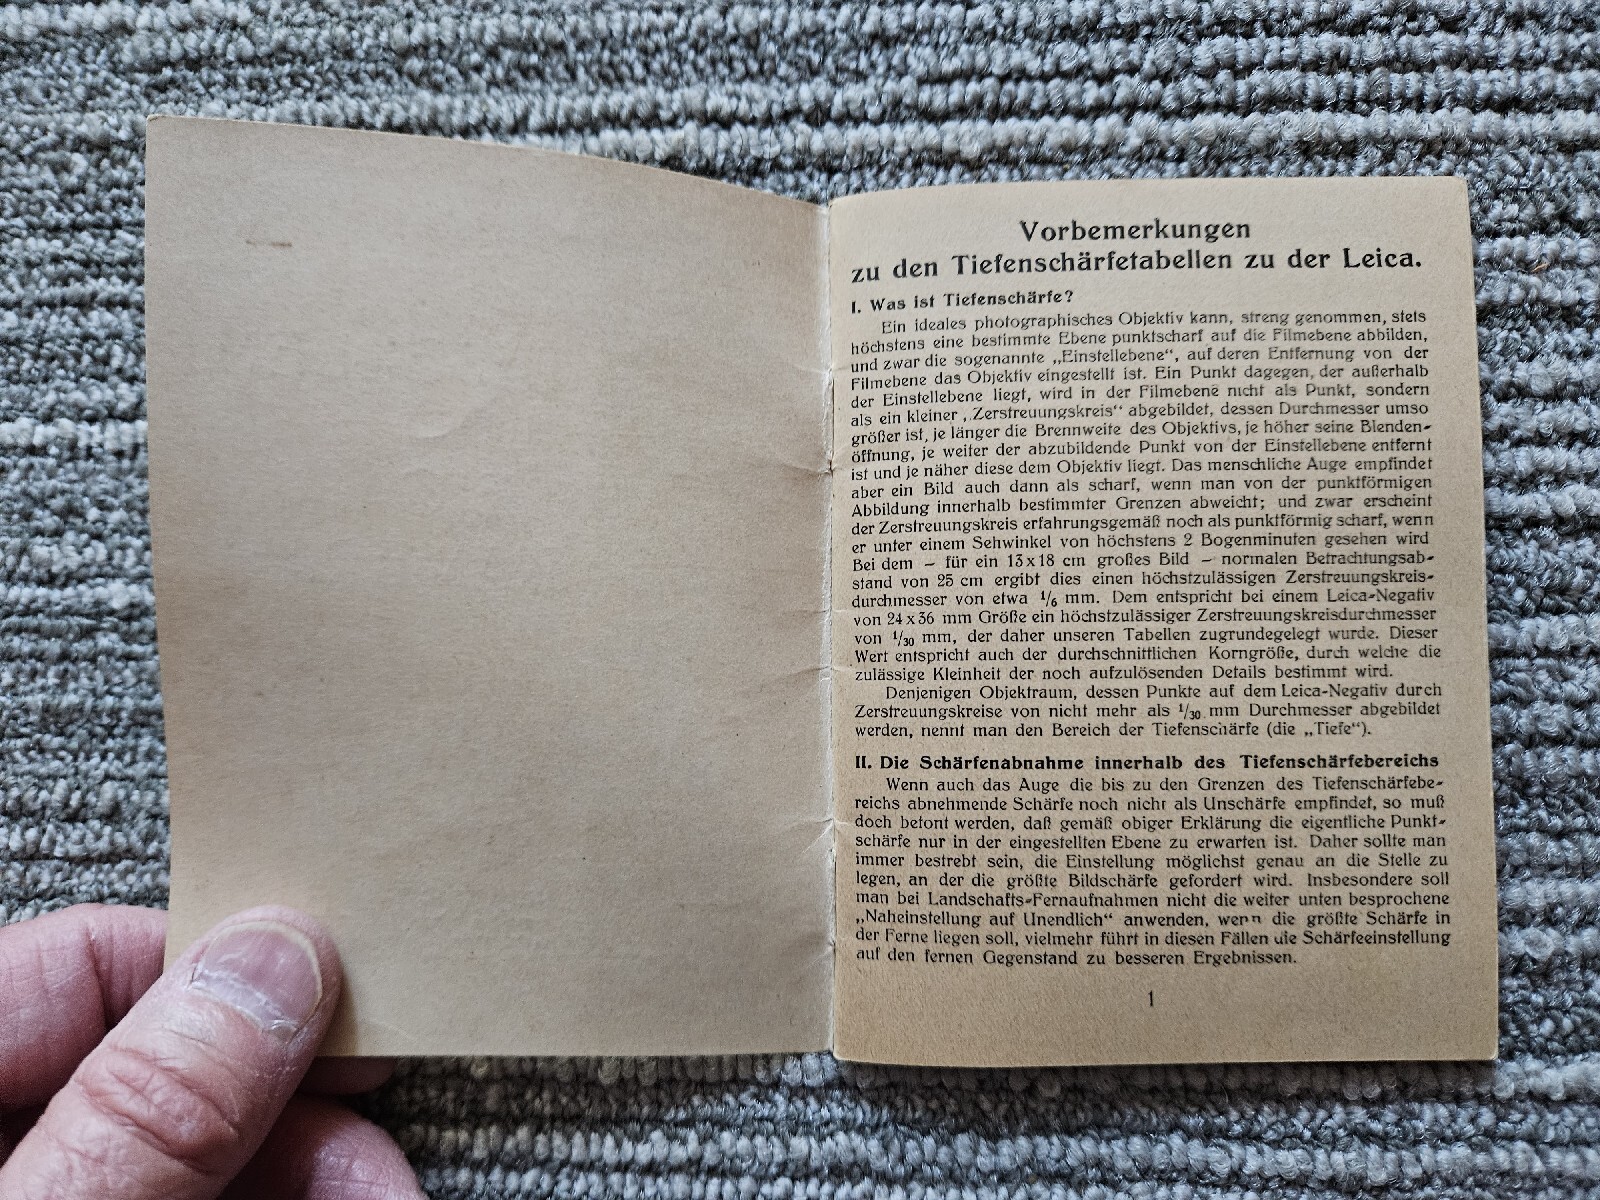 Vorbemerkungen
zu den Tiefenschärfetabellen zu der Leica.
I. Was ist Tiefenschärfe?
Ein ideales photographisches Objektiv kann, streng genommen, stets
höchstens eine bestimmte Ebene punktscharf auf die Filmebene abbilden,
und zwar die sogenannte „Einstellebene“, auf deren Entfernung von der
Filmebene das Objektiv eingestellt ist. Ein Punkt dagegen, der außerhalb
der Einstellebene liegt, wird in der Filmebene nicht als Punkt, sondern
als ein kleiner „Zerstreuungskreis“ abgebildet, dessen Durchmesser umso
größer ist, je länger die Brennweite des Objektivs, je höher seine Blenden-
öffnung, je weiter der abzubildende Punkt von der Einstellebene entfernt
ist und je näher diese dem Objektiv liegt. Das menschliche Auge empfindet
aber ein Bild auch dann als scharf, wenn man von der punktförmigen
Abbildung innerhalb bestimmter Grenzen abweicht; und zwar erscheint
der Zerstreuungskreis erfahrungsgemäß noch als punktförmig scharf, wenn
er unter einem Sehwinkel von höchstens 2 Bogenminuten gesehen wird
Bei dem – für ein 13x18 cm großes Bild – normalen Betrachtungsab-
stand von 25 cm ergibt dies einen höchstzulässigen Zerstreuungskreis-
durchmesser von etwa 1/6 mm. Dem entspricht bei einem Leica-Negativ
von 24x36 mm Größe ein höchstzulässiger Zerstreuungskreisdurchmesser
von 1/30 mm, der daher unseren Tabellen zugrundegelegt wurde. Dieser
Wert entspricht auch der durchschnittlichen Korngröße, durch welche die
zulässige Kleinheit der noch aufzulösenden Details bestimmt wird.
Denjenigen Objektraum, dessen Punkte auf dem Leica-Negativ durch
Zerstreuungskreise von nicht mehr als 1/30 mm Durchmesser abgebildet
werden, nennt man den Bereich der Tiefenschärfe (die „Tiefe“).
II. Die Schärfenabnahme innerhalb des Tiefenschärfebereichs
Wenn auch das Auge die bis zu den Grenzen des Tiefenschärfebe-
reichs abnehmende Schärfe noch nicht als Unschärfe empfindet, so muß
doch betont werden, daß gemäß obiger Erklärung die eigentliche Punkt-
schärfe nur in der eingestellten Ebene zu erwarten ist. Daher sollte man
immer bestrebt sein, die Einstellung möglichst genau an die Stelle zu
legen, an der die größte Bildschärfe gefordert wird. Insbesondere soll
man bei Landschafts-Fernaufnahmen nicht die weiter unten besprochene
„Naheinstellung auf Unendlich“ anwenden, wenn die größte Schärfe in
der Ferne liegen soll, vielmehr führt in diesen Fällen die Schärfeeinstellung
auf den fernen Gegenstand zu besseren Ergebnissen.
1